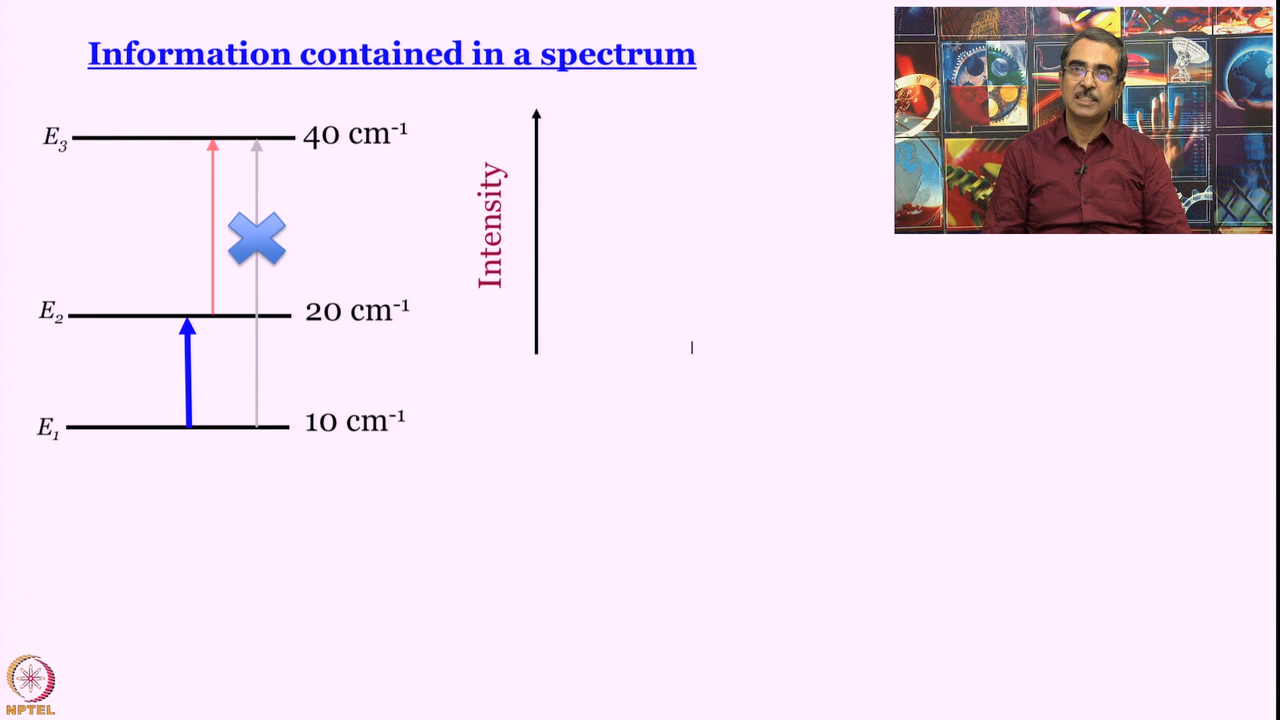 Information contained in a spectrum
E3 40 cm-1
E2 20 cm-1
E1 10 cm-1
Intensity
NPTEL